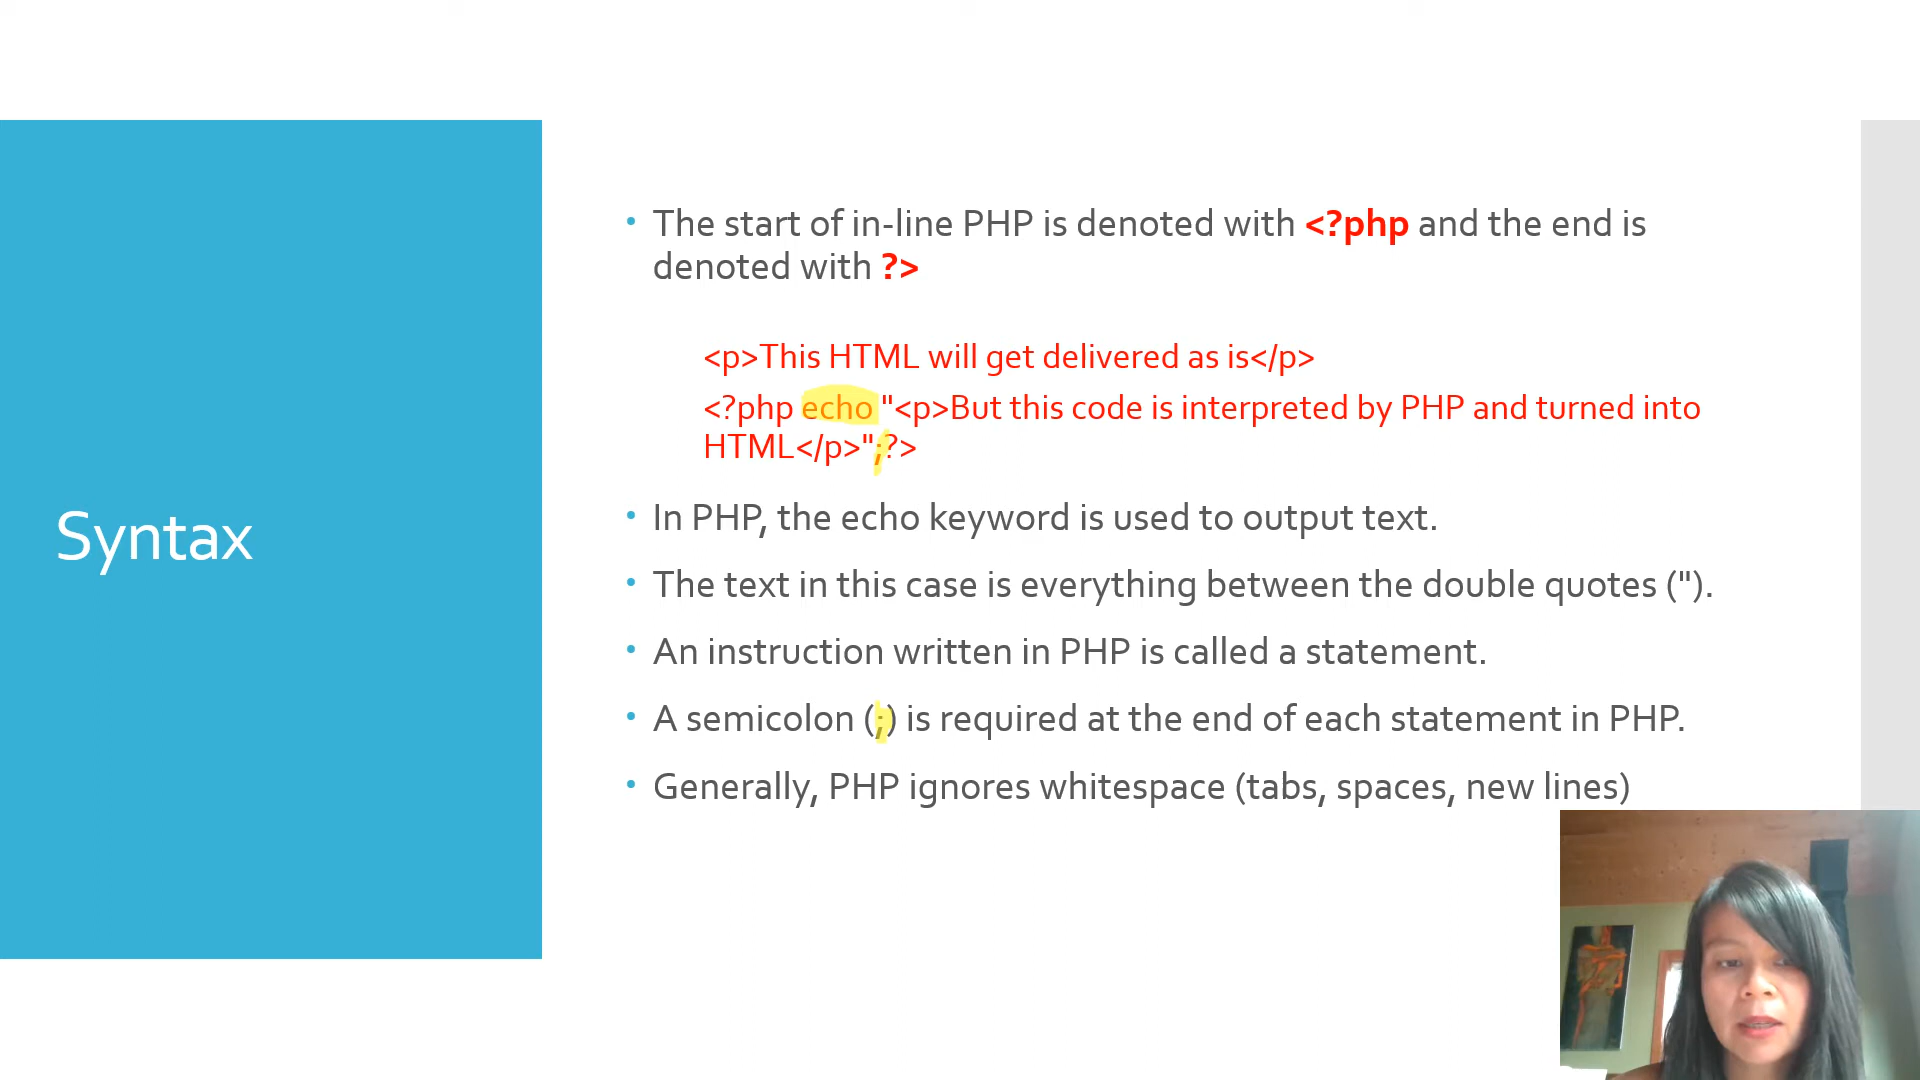 Syntax
• The start of in-line PHP is denoted with <?php and the end is
denoted with ?>
<p>This HTML will get delivered as is</p>
<?php echo "<p>But this code is interpreted by PHP and turned into
HTML</p>";?>
• In PHP, the echo keyword is used to output text.
• The text in this case is everything between the double quotes (").
• An instruction written in PHP is called a statement.
• A semicolon (;) is required at the end of each statement in PHP.
• Generally, PHP ignores whitespace (tabs, spaces, new lines)